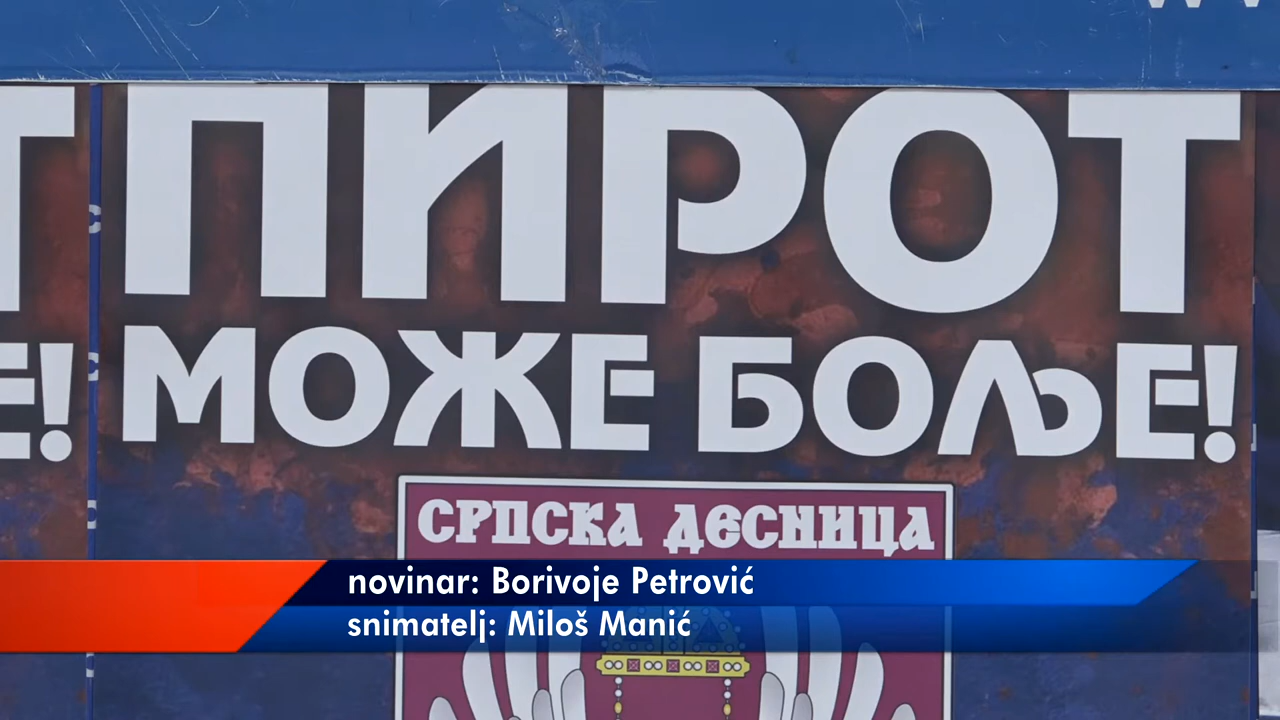 ПИРОТ
МОЖЕ БОЉЕ!
СРПСКА ДЕСНИЦА
novinar: Borivoje Petrović
snimatelj: Miloš Manić